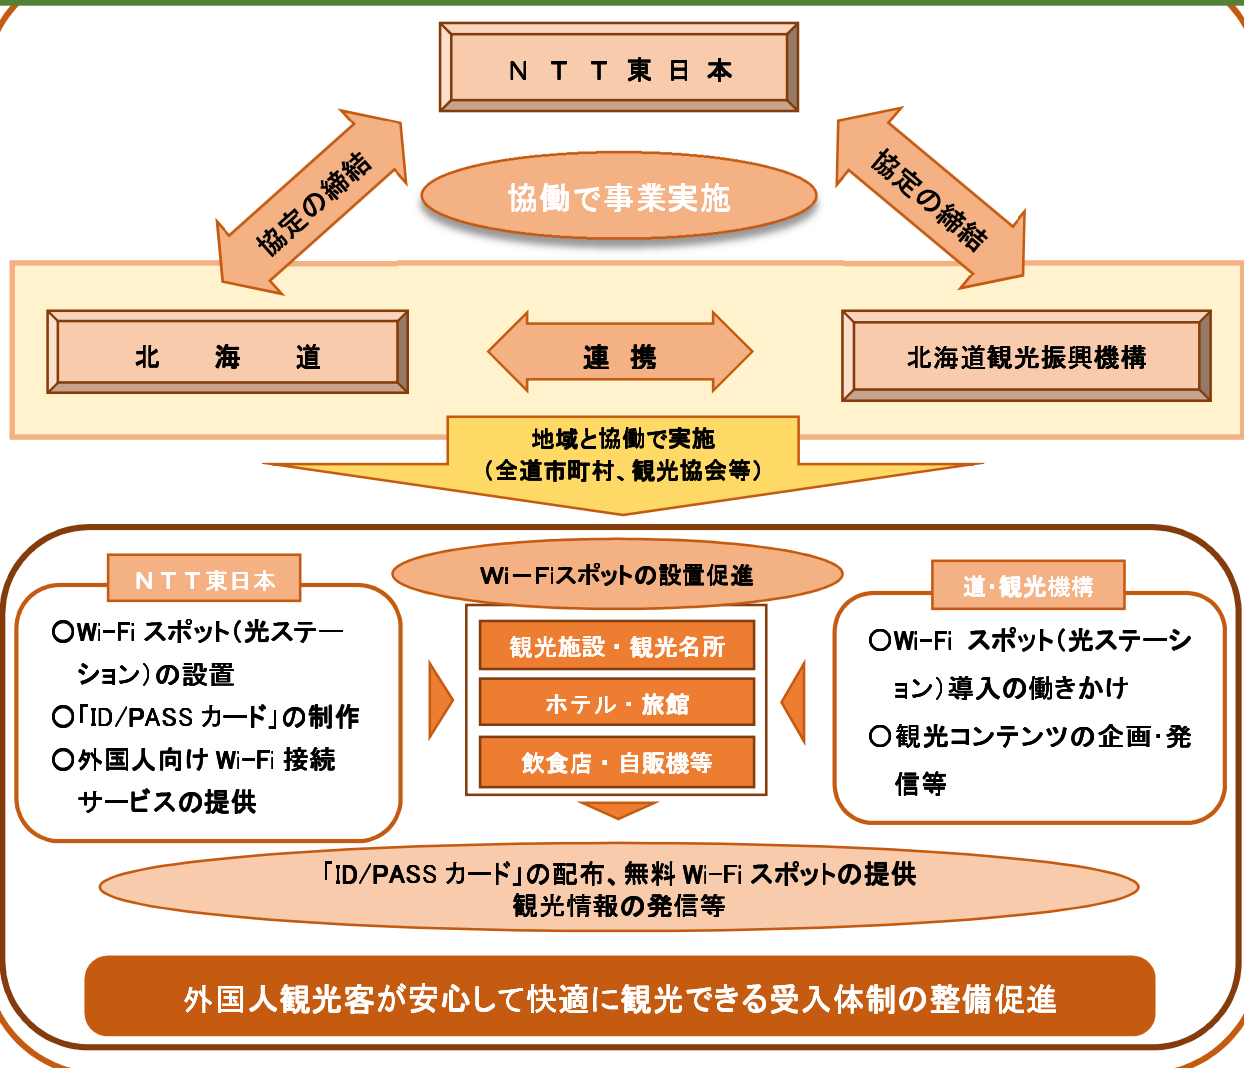 ＮＴＴ東日本
協定の締結
協働で事業実施
協定の締結
北海道
連携
北海道観光振興機構
地域と協働で実施
（全道市町村、観光協会等）
ＮＴＴ東日本
○Wi-Fi スポット（光ステー
ション）の設置
○「ID/PASS カード」の制作
○外国人向け Wi-Fi 接続
サービスの提供
Wi－Fiスポットの設置促進
観光施設・観光名所
ホテル・旅館
飲食店・自販機等
道・観光機構
○Wi-Fi スポット（光ステーシ
ョン）導入の働きかけ
○観光コンテンツの企画・発
信等
「ID/PASS カード」の配布、無料 Wi-Fi スポットの提供
観光情報の発信等
外国人観光客が安心して快適に観光できる受入体制の整備促進